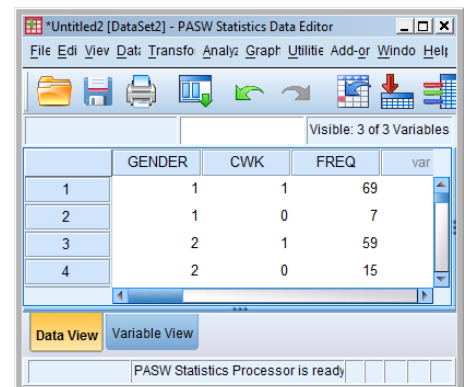 *Untitled2 [DataSet2] - PASW Statistics Data Editor
File Edi Viev Data Transfo Analyz Graph Utilitie Add-or Windo Help
Visible: 3 of 3 Variables
GENDER CWK FREQ var
1 1 1 69
2 1 0 7
3 2 1 59
4 2 0 15
Data View Variable View
PASW Statistics Processor is ready